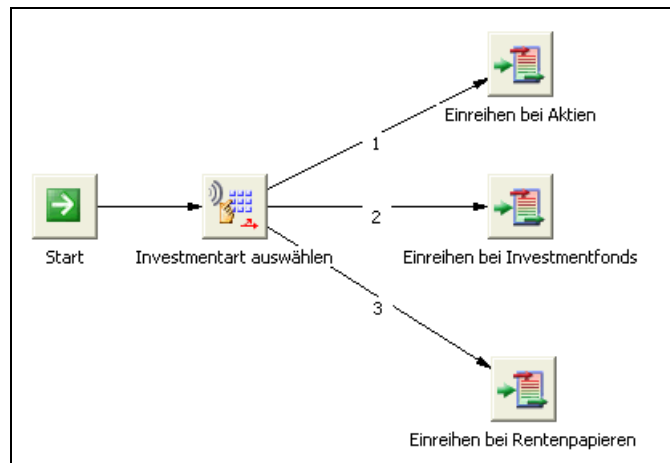 Einreihen bei Aktien
1
Start
Investmentart auswählen
2
Einreihen bei Investmentfonds
3
Einreihen bei Rentenpapieren